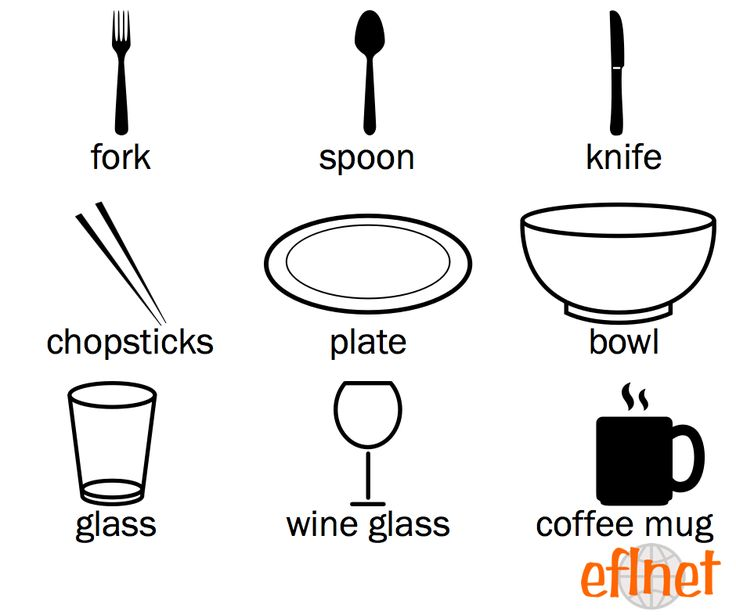 fork spoon knife
chopsticks plate bowl
glass wine glass coffee mug
eflnet